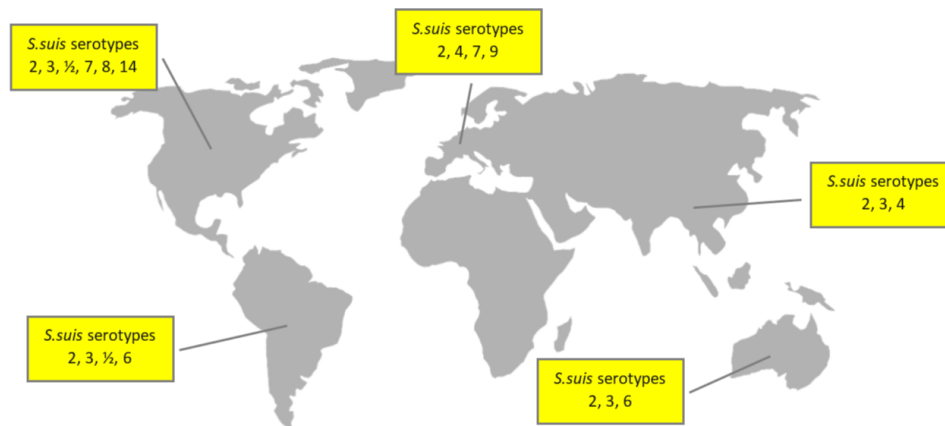 S.suis serotypes
2, 3, ½, 7, 8, 14
S.suis serotypes
2, 4, 7, 9
S.suis serotypes
2, 3, 4
S.suis serotypes
2, 3, ½, 6
S.suis serotypes
2, 3, 6